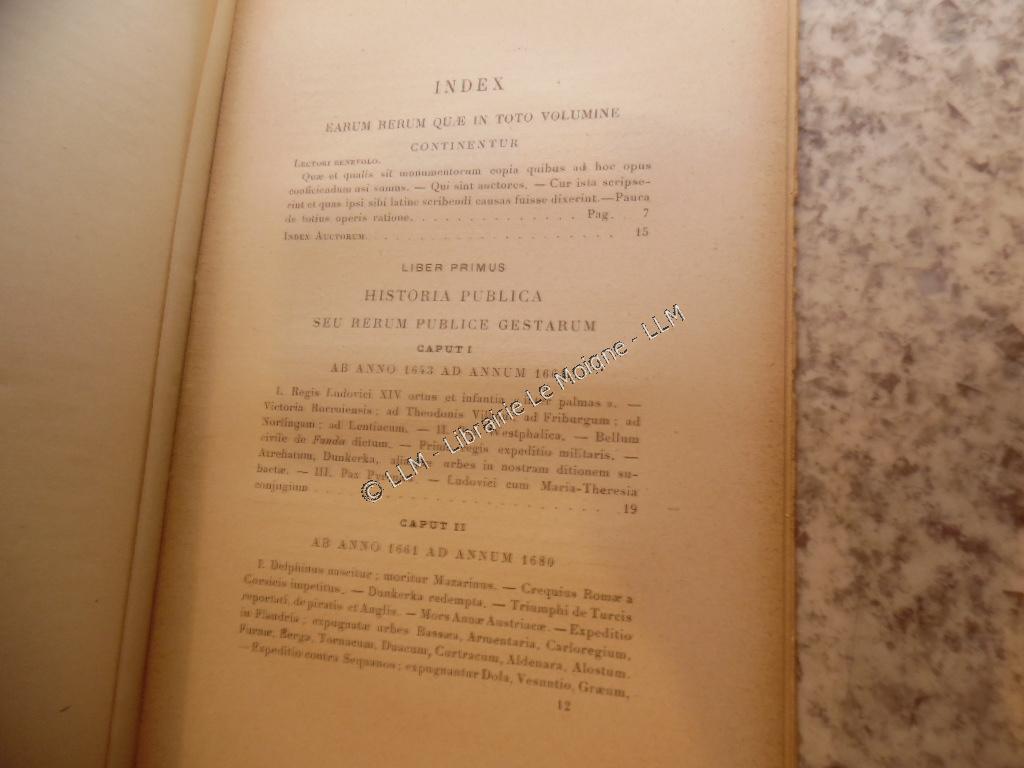 INDEX
EARUM RERUM QUÆ IN TOTO VOLUMINE
CONTINENTUR
LECTORI BENEVOLO.
Quæ et qualis sit monumentorum copia quibus ad hoc opus
conficiendum usi sumus. — Qui sint auctores. — Cur ista scripse-
rint et quas ipsi sibi latine scribendi causas fuisse dixerint. — Pauca
de totius operis ratione. . . . . . . . . . . . . . Pag. 7
INDEX AUCTORUM. . . . . . . . . . . . . . . . . 15
LIBER PRIMUS
HISTORIA PUBLICA
SEU RERUM PUBLICE GESTARUM
CAPUT I
AB ANNO 1643 AD ANNUM
I. Regis Ludovici XIV ortus et infantia palmas ». —
Victoria Rocroiensis; ad Theodonis ad Friburgum; ad
Norlingam; ad Lentiacum. — II. Westphalica. — Bellum
civile de Fonda dictum. — regis expeditio militaris. —
Atrebatum, Dunkerka, urbes in nostram ditionem su-
bactæ. — III. Pax — Ludovici cum Maria-Theresia
conjugium . . . . . . . . . . . . . . . . . . . 19
CAPUT II
AB ANNO 1661 AD ANNUM 1680
I. Delphinus nascitur; moritur Mazarinus. — Crequius Romæ a
Corsicis impetitus. — Dunkerka redempta. — Triumphi de Turcis
reportati, de piratis et Anglis. — Mors Annæ Austriacæ. — Expeditio
in Flandria; expugnatæ urbes Bassæa, Armentaria, Carloregium,
Furnæ, Berga, Tornacum, Duacum, Curtracum, Aldenara, Alostum.
— Expeditio contra Sequanos; expugnantur Dola, Vesuntio, Græum,
12
© LLM - Librairie Le Moigne - LLM